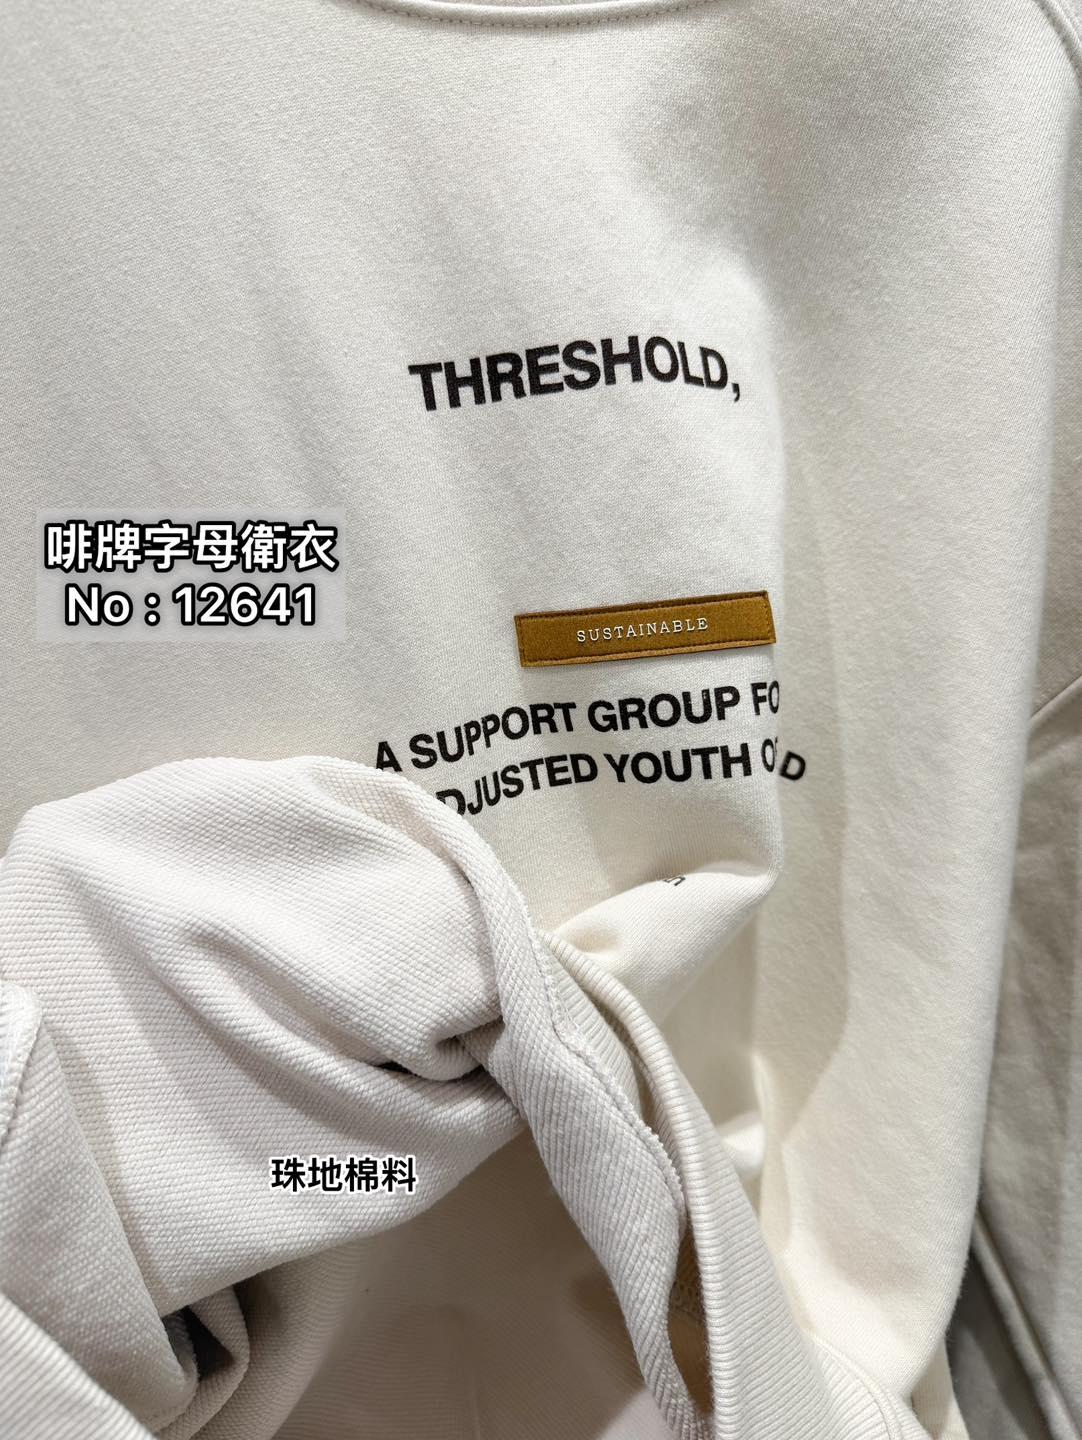 THRESHOLD,
啡牌字母衛衣
No : 12641
SUSTAINABLE
A SUPPORT GROUP FO
DJUSTED YOUTH O D
珠地棉料